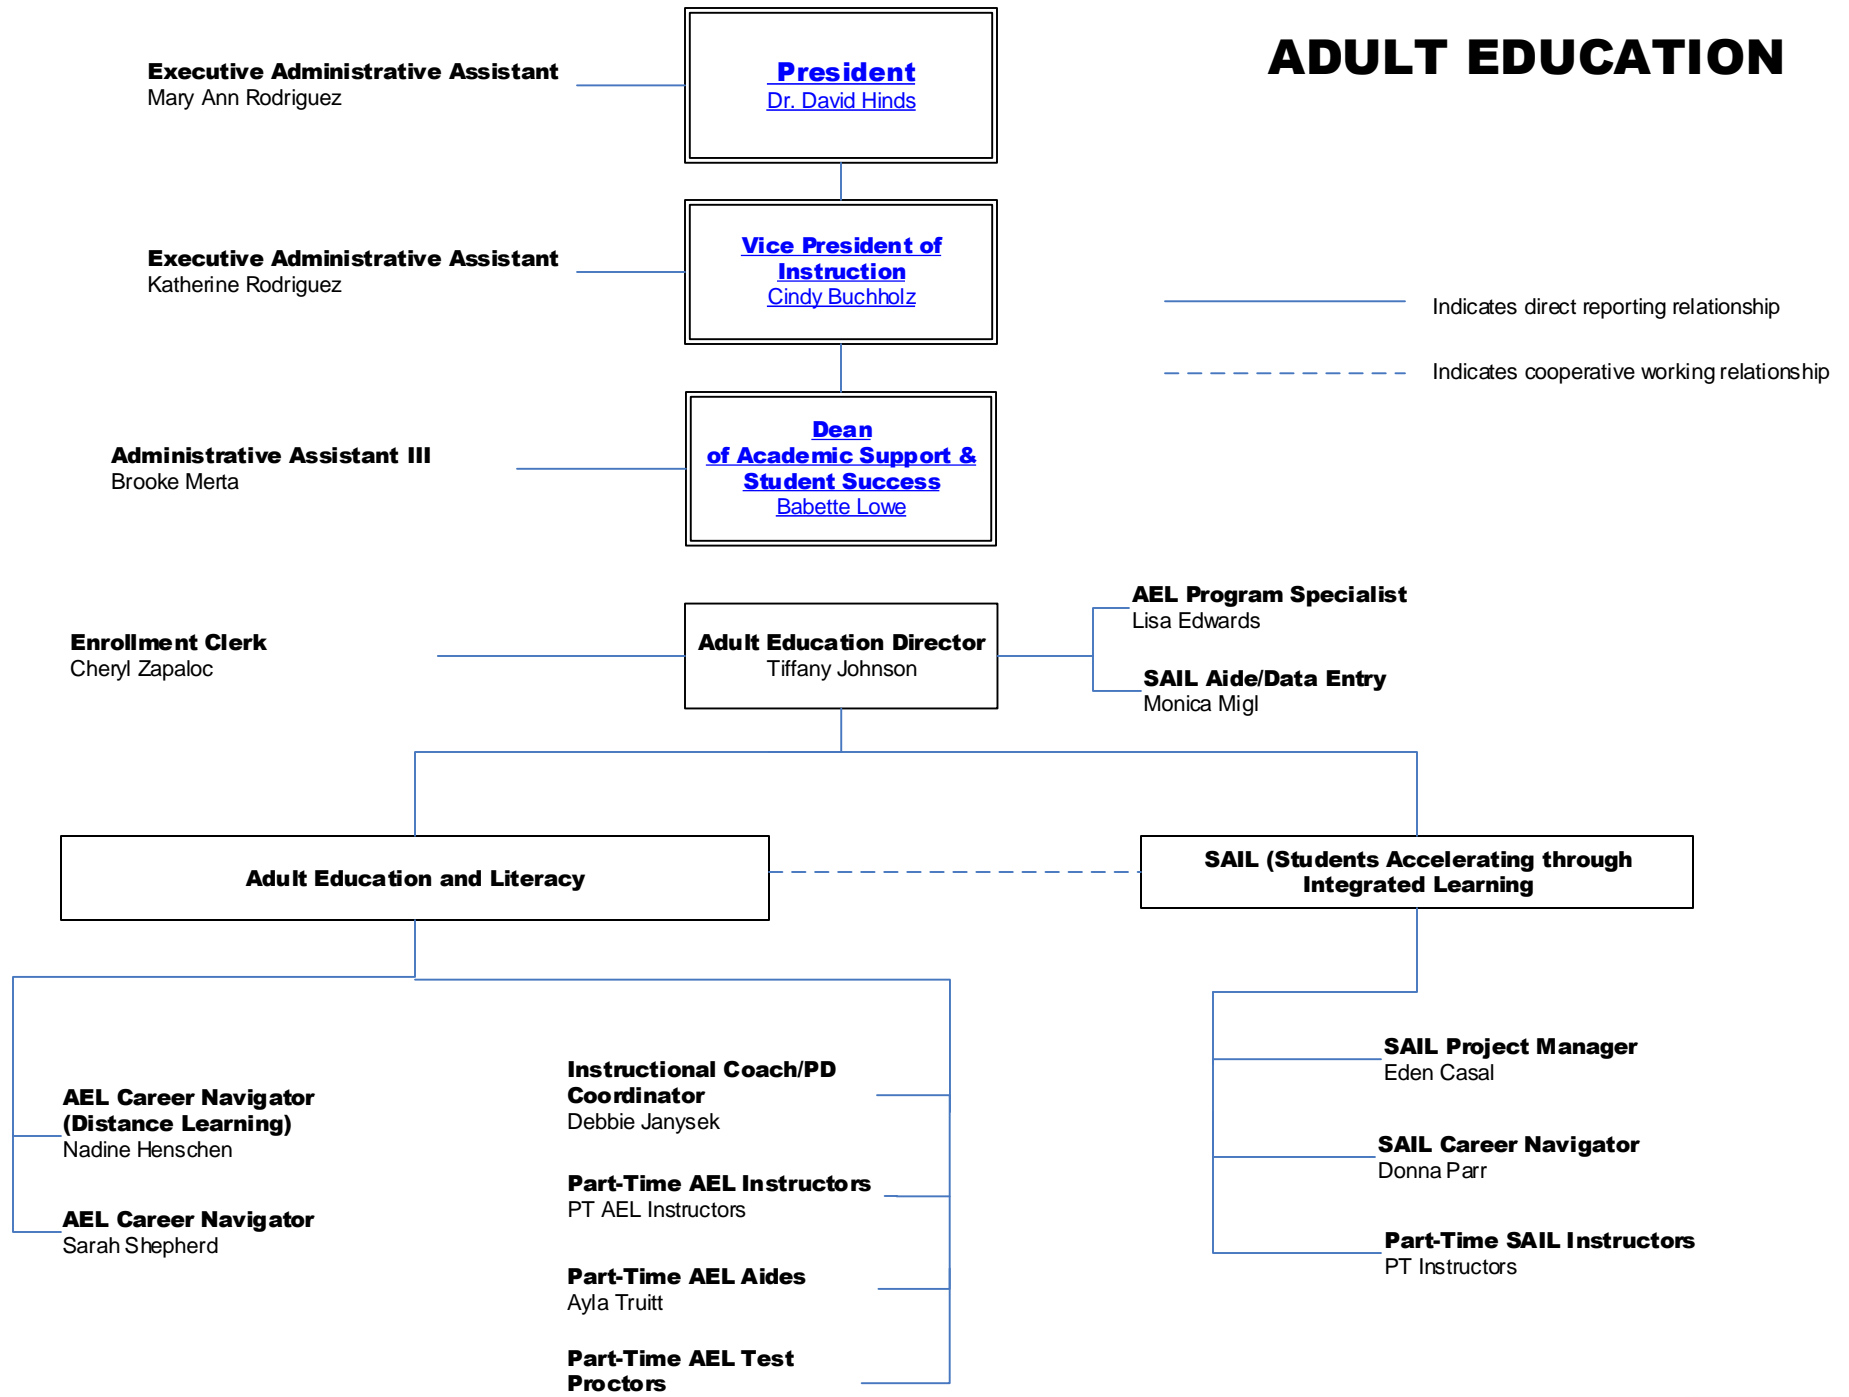 ADULT EDUCATION
Executive Administrative Assistant
Mary Ann Rodriguez
President
Dr. David Hinds
Executive Administrative Assistant
Katherine Rodriguez
Vice President of
Instruction
Cindy Buchholz
Indicates direct reporting relationship
Indicates cooperative working relationship
Administrative Assistant III
Brooke Merta
Dean
of Academic Support &
Student Success
Babette Lowe
Enrollment Clerk
Cheryl Zapaloc
Adult Education Director
Tiffany Johnson
AEL Program Specialist
Lisa Edwards
SAIL Aide/Data Entry
Monica Migl
Adult Education and Literacy
SAIL (Students Accelerating through
Integrated Learning
AEL Career Navigator
(Distance Learning)
Nadine Henschen
AEL Career Navigator
Sarah Shepherd
Instructional Coach/PD
Coordinator
Debbie Janysek
Part-Time AEL Instructors
PT AEL Instructors
Part-Time AEL Aides
Ayla Truitt
Part-Time AEL Test
Proctors
SAIL Project Manager
Eden Casal
SAIL Career Navigator
Donna Parr
Part-Time SAIL Instructors
PT Instructors